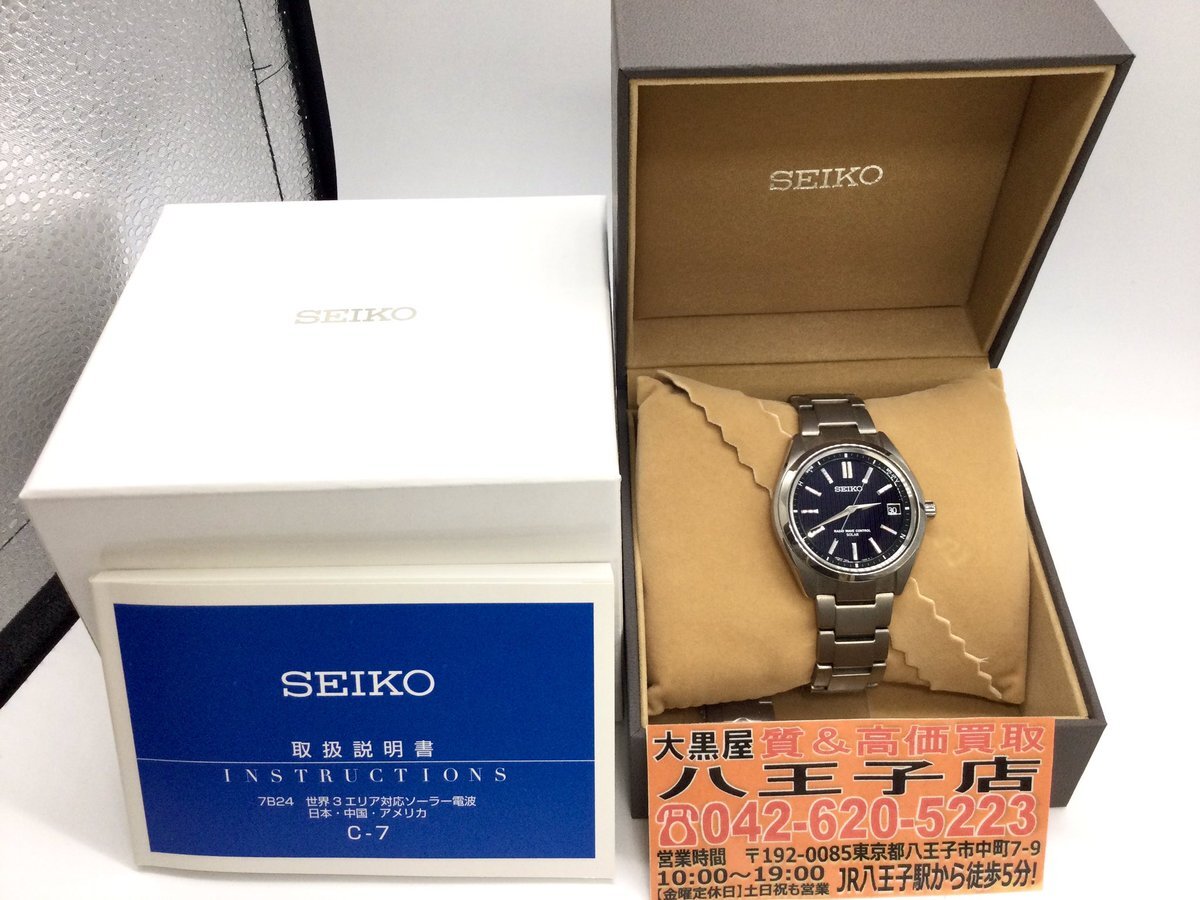 SEIKO
SEIKO
SEIKO
30
RADIO WAVE CONTROL
SOLAR
SEIKO
取扱説明書
INSTRUCTIONS
7B24 世界3エリア対応ソーラー電波
日本・中国・アメリカ
C-7
大黒屋 質&高価買取
八王子店
☎042-620-5223
営業時間 〒192-0085東京都八王子市中町7-9
10:00～19:00 JR八王子駅から徒歩5分!
【金曜定休日】土日祝も営業